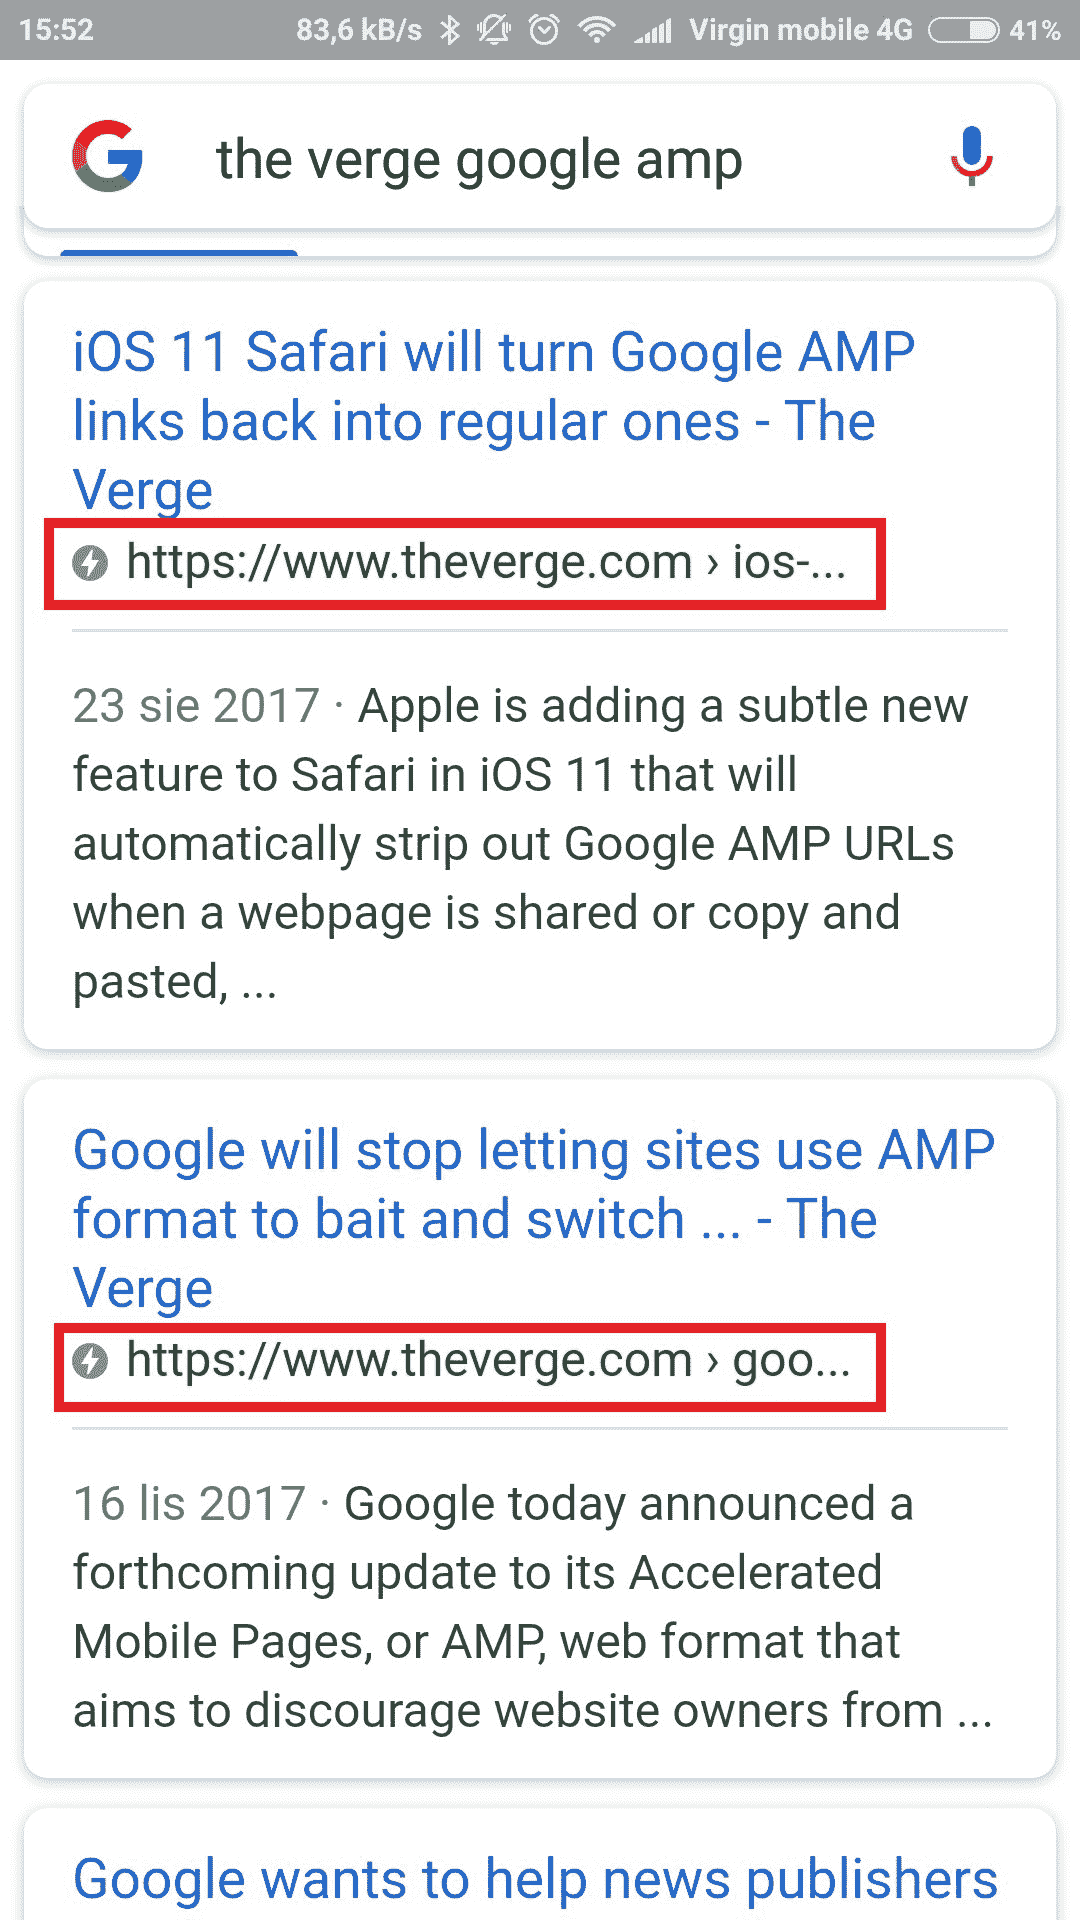 15:52 83,6 kB/s Virgin mobile 4G 41%
the verge google amp
iOS 11 Safari will turn Google AMP
links back into regular ones - The
Verge
https://www.theverge.com › ios-...
23 sie 2017 · Apple is adding a subtle new
feature to Safari in iOS 11 that will
automatically strip out Google AMP URLs
when a webpage is shared or copy and
pasted, ...
Google will stop letting sites use AMP
format to bait and switch ... - The
Verge
https://www.theverge.com › goo...
16 lis 2017 · Google today announced a
forthcoming update to its Accelerated
Mobile Pages, or AMP, web format that
aims to discourage website owners from ...
Google wants to help news publishers